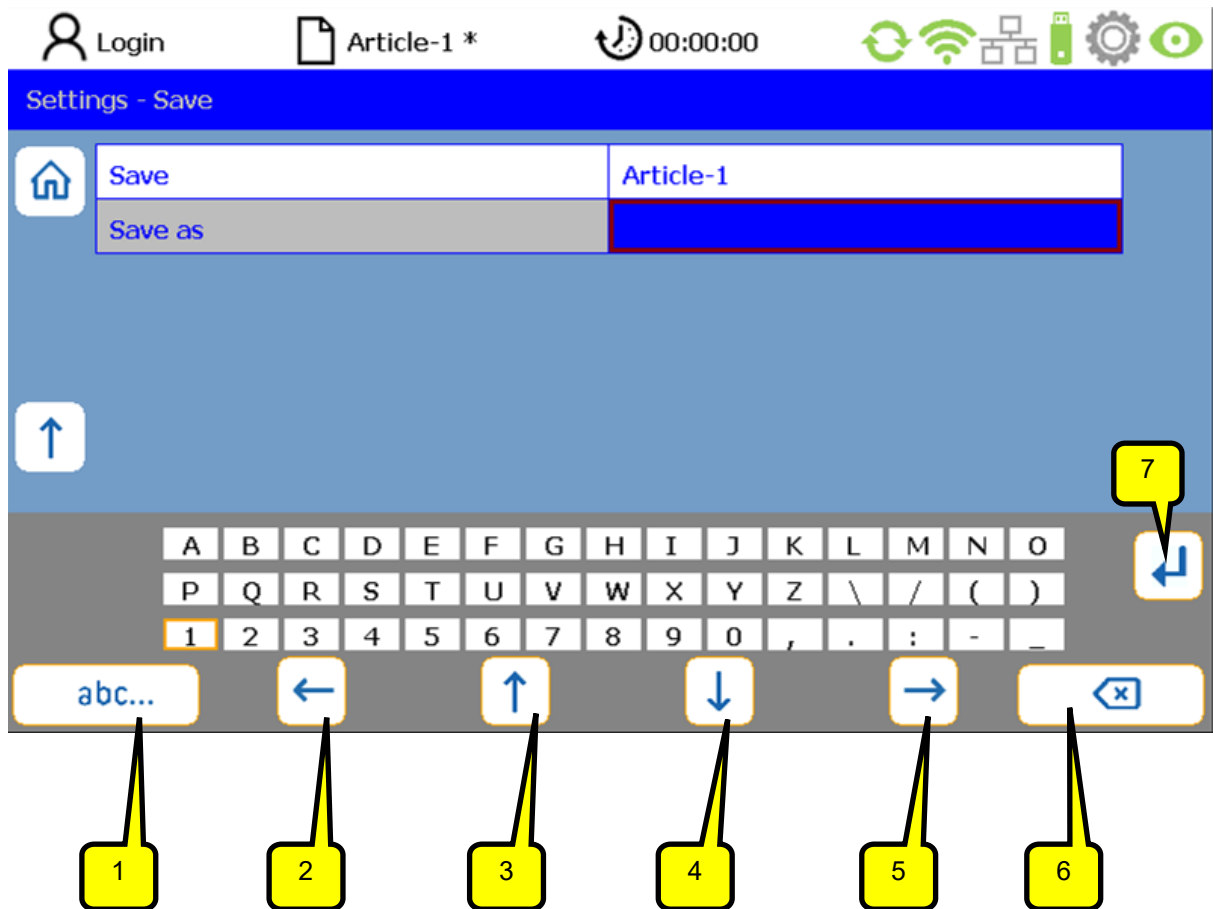 Login Article-1 * 00:00:00
Settings - Save
Save Article-1
Save as
7
A B C D E F G H I J K L M N O
P Q R S T U V W X Y Z \ / ( )
1 2 3 4 5 6 7 8 9 0 , . : - _
abc...
1 2 3 4 5 6